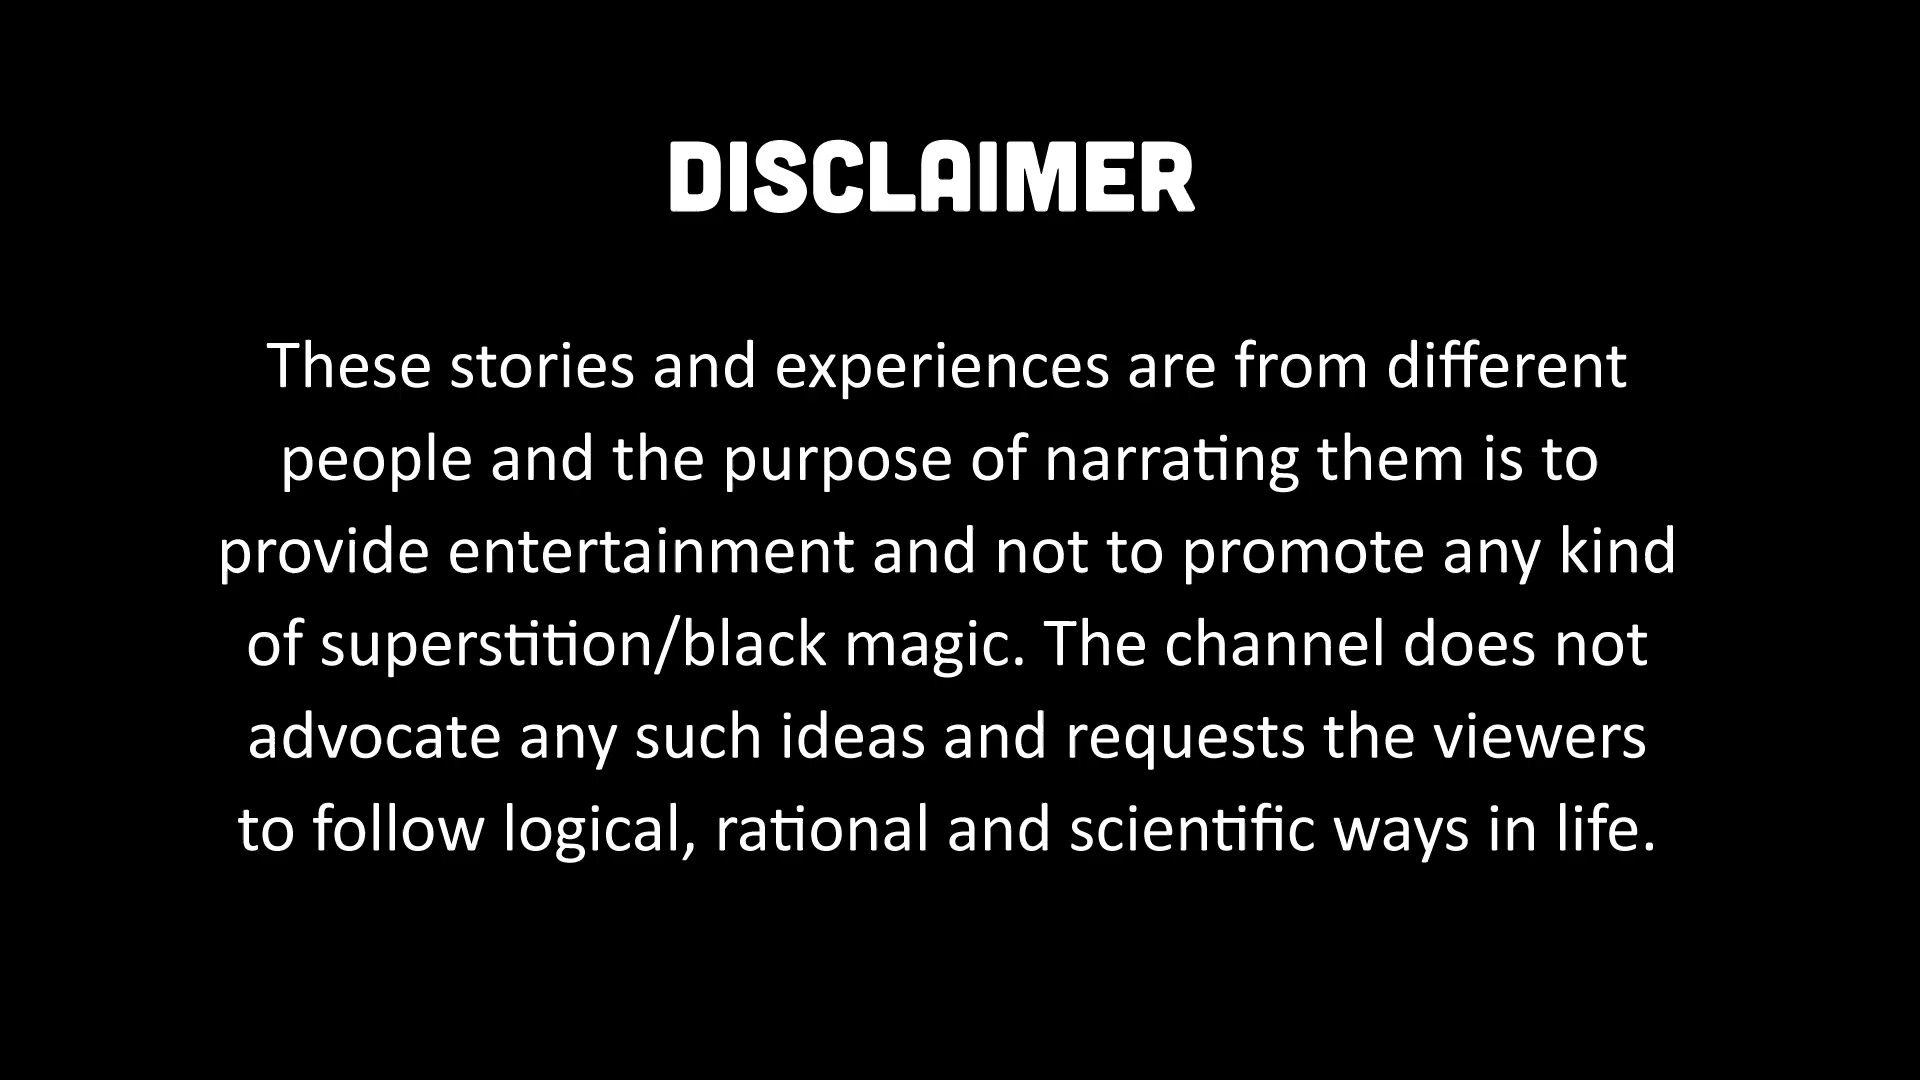 DISCLAIMER
These stories and experiences are from different
people and the purpose of narrating them is to
provide entertainment and not to promote any kind
of superstition/black magic. The channel does not
advocate any such ideas and requests the viewers
to follow logical, rational and scientific ways in life.